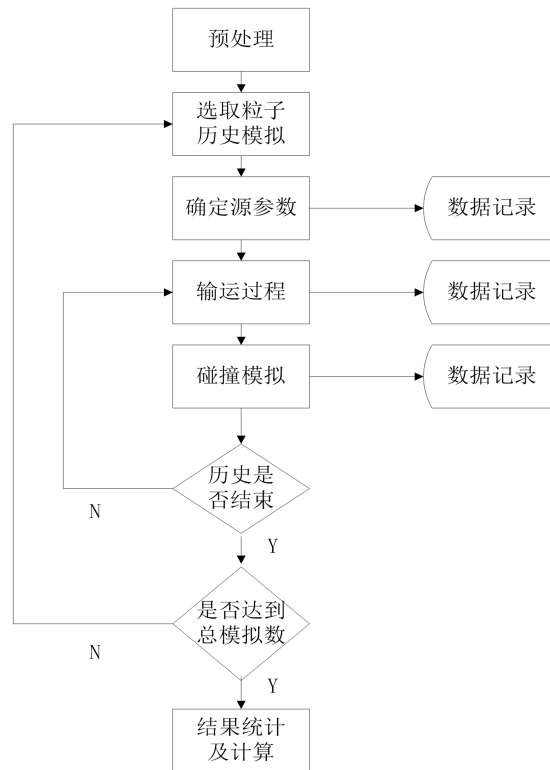 预处理
选取粒子
历史模拟
确定源参数
数据记录
输运过程
数据记录
碰撞模拟
数据记录
历史是
否结束
N
Y
是否达到
总模拟数
N
Y
结果统计
及计算